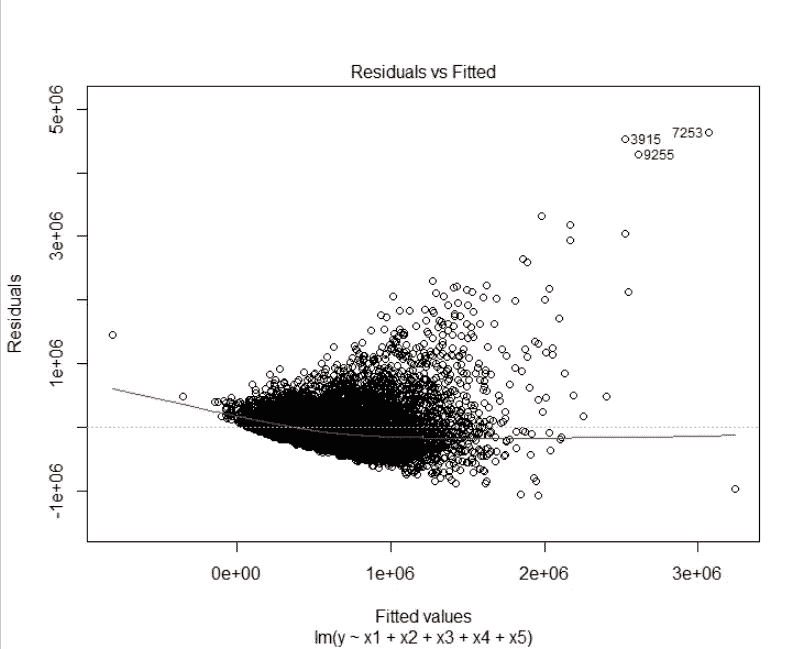 Residuals vs Fitted
5e+06
3e+06
1e+06
-1e+06
Residuals
3915
7253
9255
0e+00 1e+06 2e+06 3e+06
Fitted values
lm(y ~ x1 + x2 + x3 + x4 + x5)